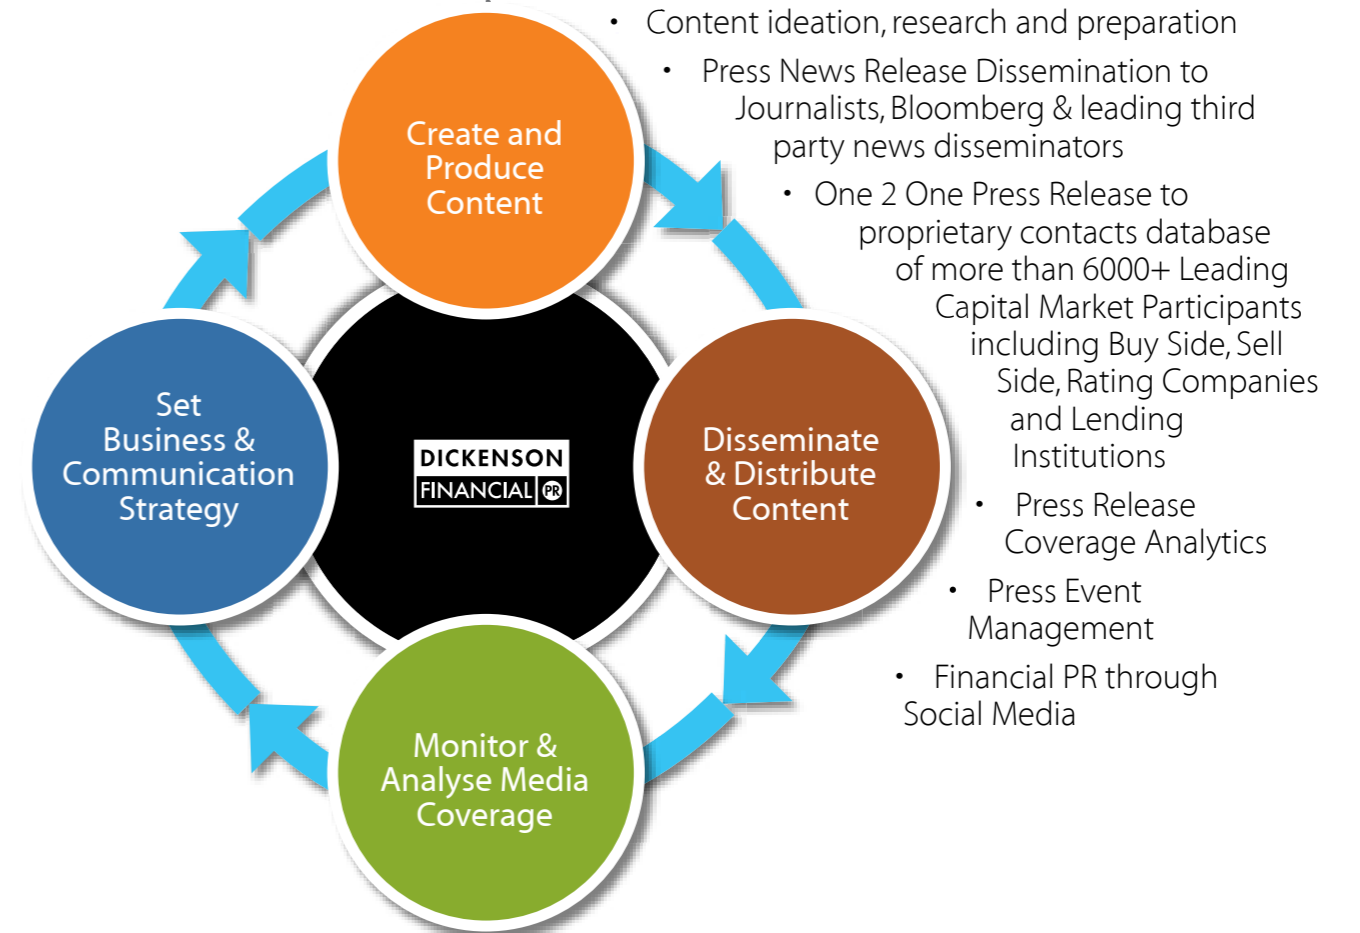 Create and
Produce
Content
Set
Business &
Communication
Strategy
DICKENSON
FINANCIAL PR
Disseminate
& Distribute
Content
Monitor &
Analyse Media
Coverage
• Content ideation, research and preparation
• Press News Release Dissemination to
Journalists, Bloomberg & leading third
party news disseminators
• One 2 One Press Release to
proprietary contacts database
of more than 6000+ Leading
Capital Market Participants
including Buy Side, Sell
Side, Rating Companies
and Lending
Institutions
• Press Release
Coverage Analytics
• Press Event
Management
• Financial PR through
Social Media